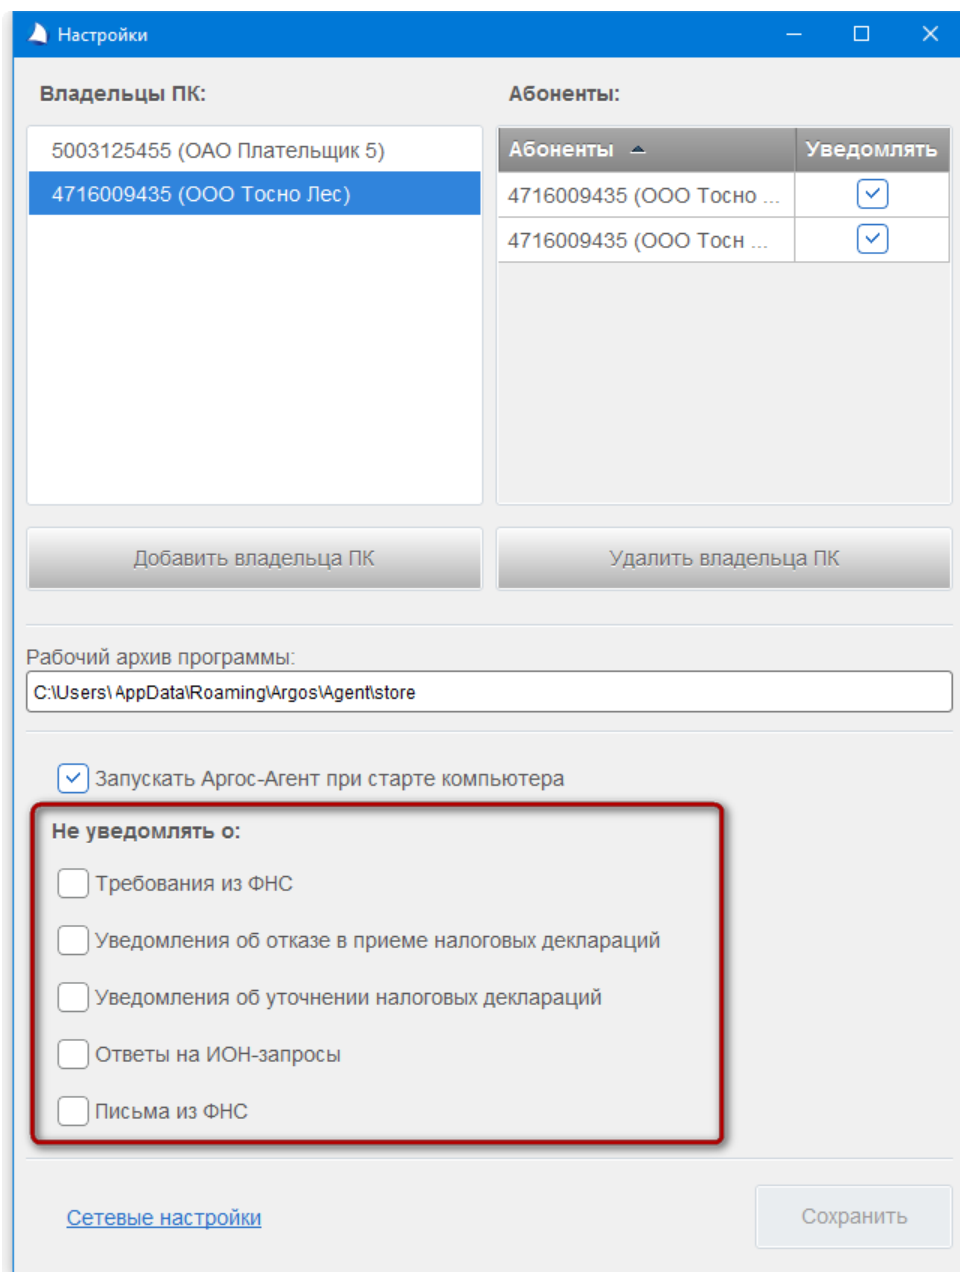 Настройки
Владельцы ПК:
Абоненты:
5003125455 (ОАО Плательщик 5)
4716009435 (ООО Тосно Лес)
Абоненты
Уведомлять
4716009435 (ООО Тосно ...
4716009435 (ООО Тосн ...
Добавить владельца ПК
Удалить владельца ПК
Рабочий архив программы:
C:\Users\ AppData\Roaming\Argos\Agent\store
Запускать Аргос-Агент при старте компьютера
Не уведомлять о:
Требования из ФНС
Уведомления об отказе в приеме налоговых деклараций
Уведомления об уточнении налоговых деклараций
Ответы на ИОН-запросы
Письма из ФНС
Сетевые настройки
Сохранить